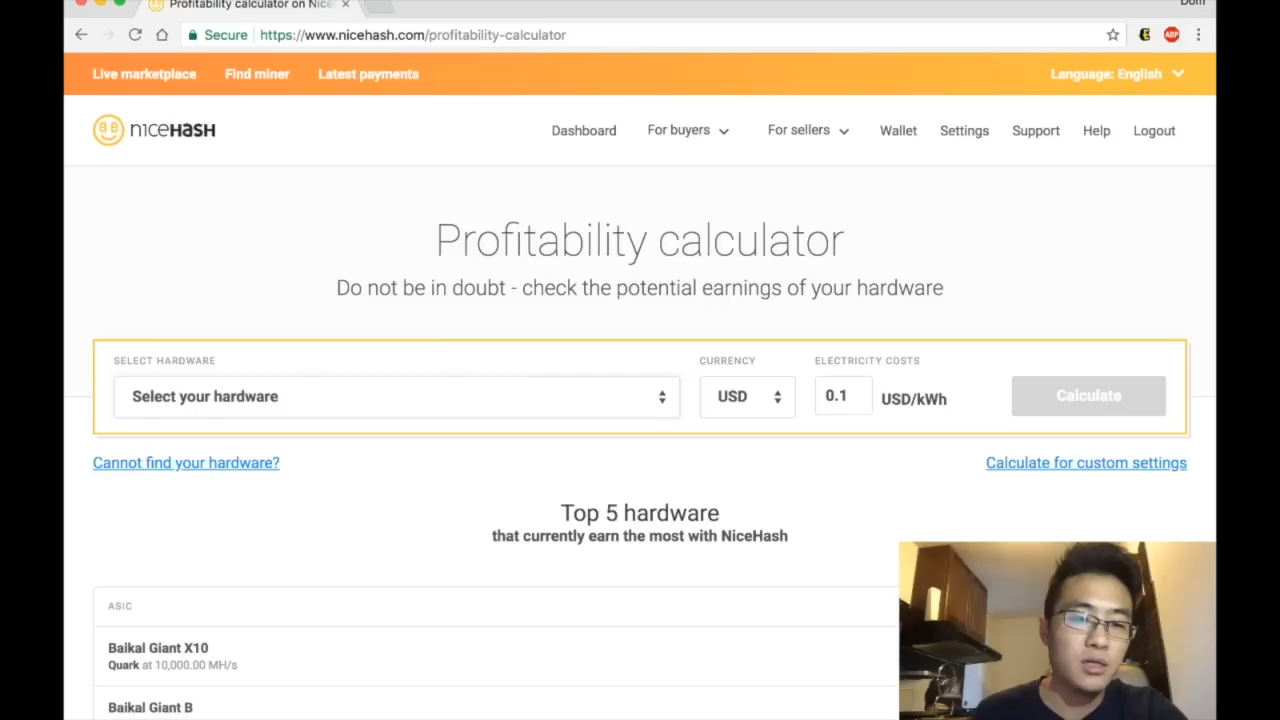 Dom
Profitability calculator on Nice
Secure https://www.nicehash.com/profitability-calculator
ABP
Live marketplace Find miner Latest payments Language: English
niceHASH Dashboard For buyers For sellers Wallet Settings Support Help Logout
Profitability calculator
Do not be in doubt - check the potential earnings of your hardware
SELECT HARDWARE CURRENCY ELECTRICITY COSTS
Select your hardware USD 0.1 USD/kWh Calculate
Cannot find your hardware? Calculate for custom settings
Top 5 hardware
that currently earn the most with NiceHash
ASIC
Baikal Giant X10
Quark at 10,000.00 MH/s
Baikal Giant B